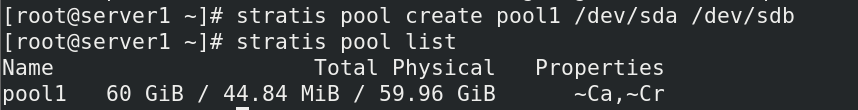 [root@server1 ~]# stratis pool create pool1 /dev/sda /dev/sdb
[root@server1 ~]# stratis pool list
Name                    Total Physical   Properties
pool1   60 GiB / 44.84 MiB / 59.96 GiB      ~Ca,~Cr